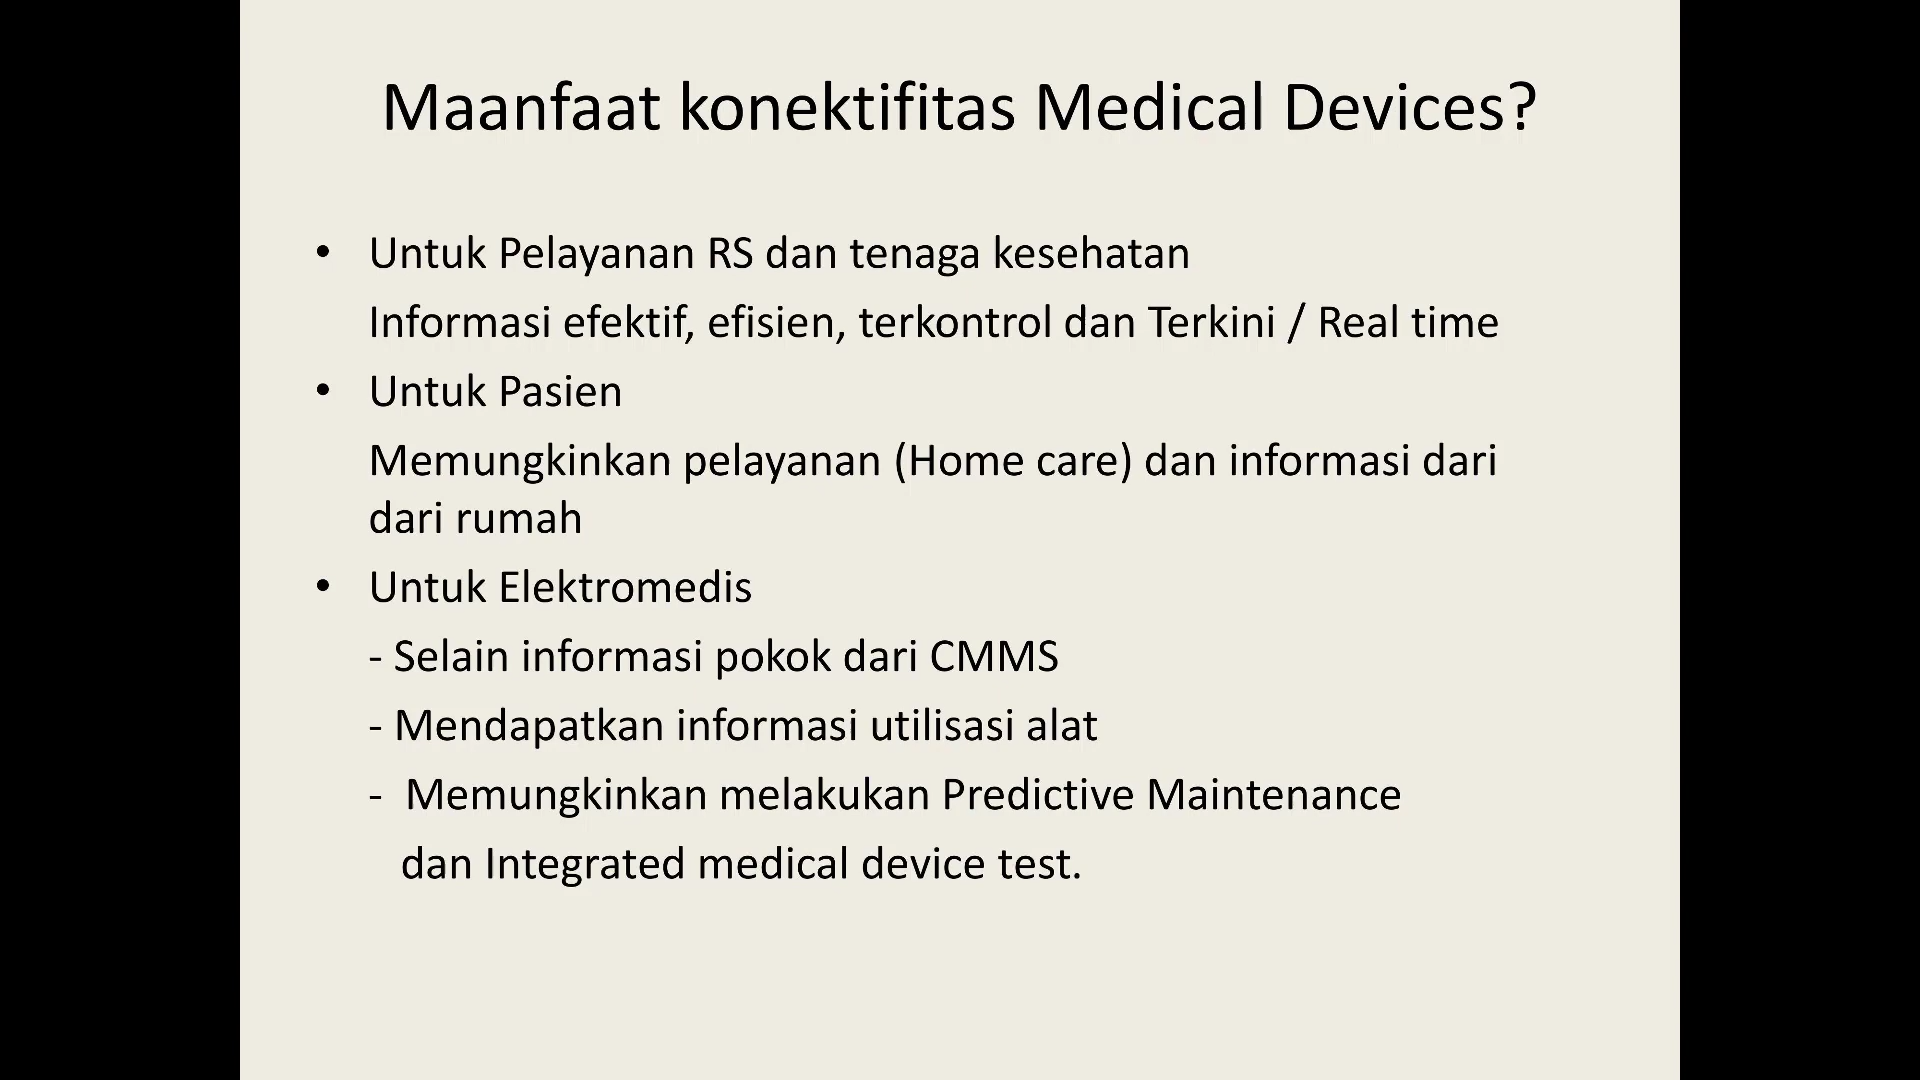 Maanfaat konektifitas Medical Devices?
• Untuk Pelayanan RS dan tenaga kesehatan
Informasi efektif, efisien, terkontrol dan Terkini / Real time
• Untuk Pasien
Memungkinkan pelayanan (Home care) dan informasi dari
dari rumah
• Untuk Elektromedis
- Selain informasi pokok dari CMMS
- Mendapatkan informasi utilisasi alat
- Memungkinkan melakukan Predictive Maintenance
dan Integrated medical device test.